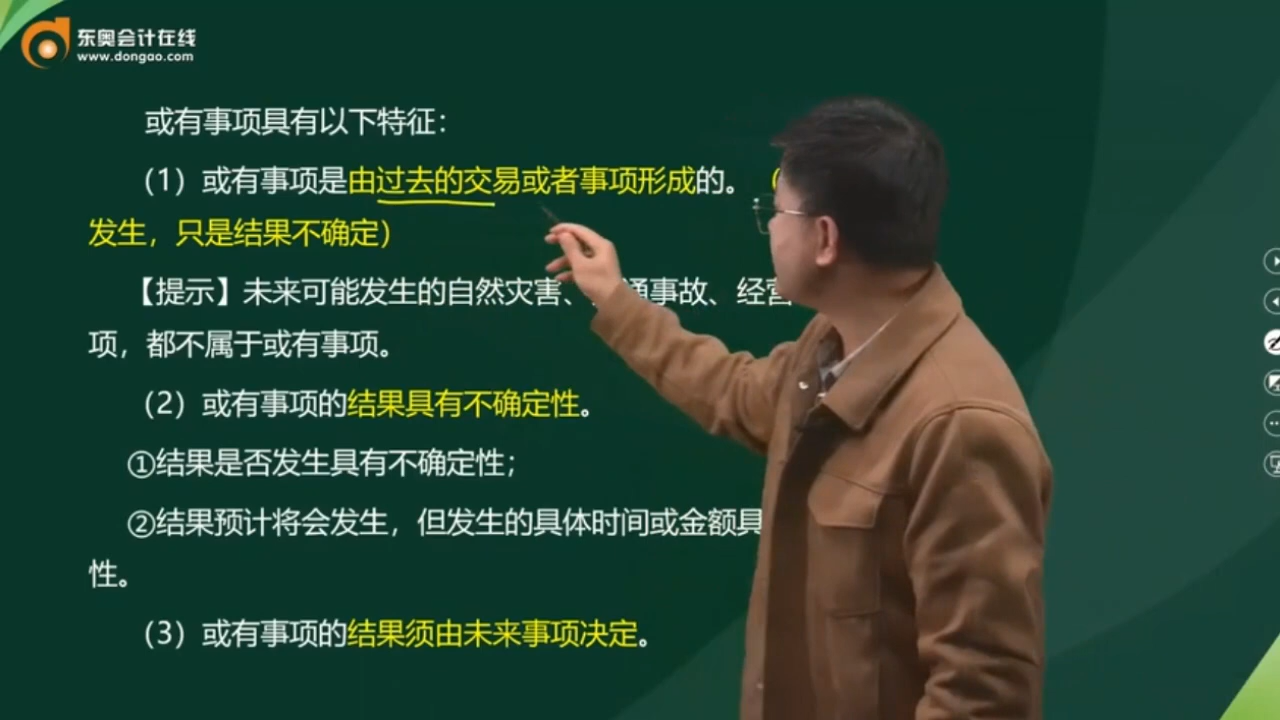 东奥会计在线
www.dongao.com
或有事项具有以下特征：
（1）或有事项是由过去的交易或者事项形成的。（
发生，只是结果不确定）
【提示】未来可能发生的自然灾害、通事故、经营
项，都不属于或有事项。
（2）或有事项的结果具有不确定性。
①结果是否发生具有不确定性；
②结果预计将会发生，但发生的具体时间或金额具
性。
（3）或有事项的结果须由未来事项决定。